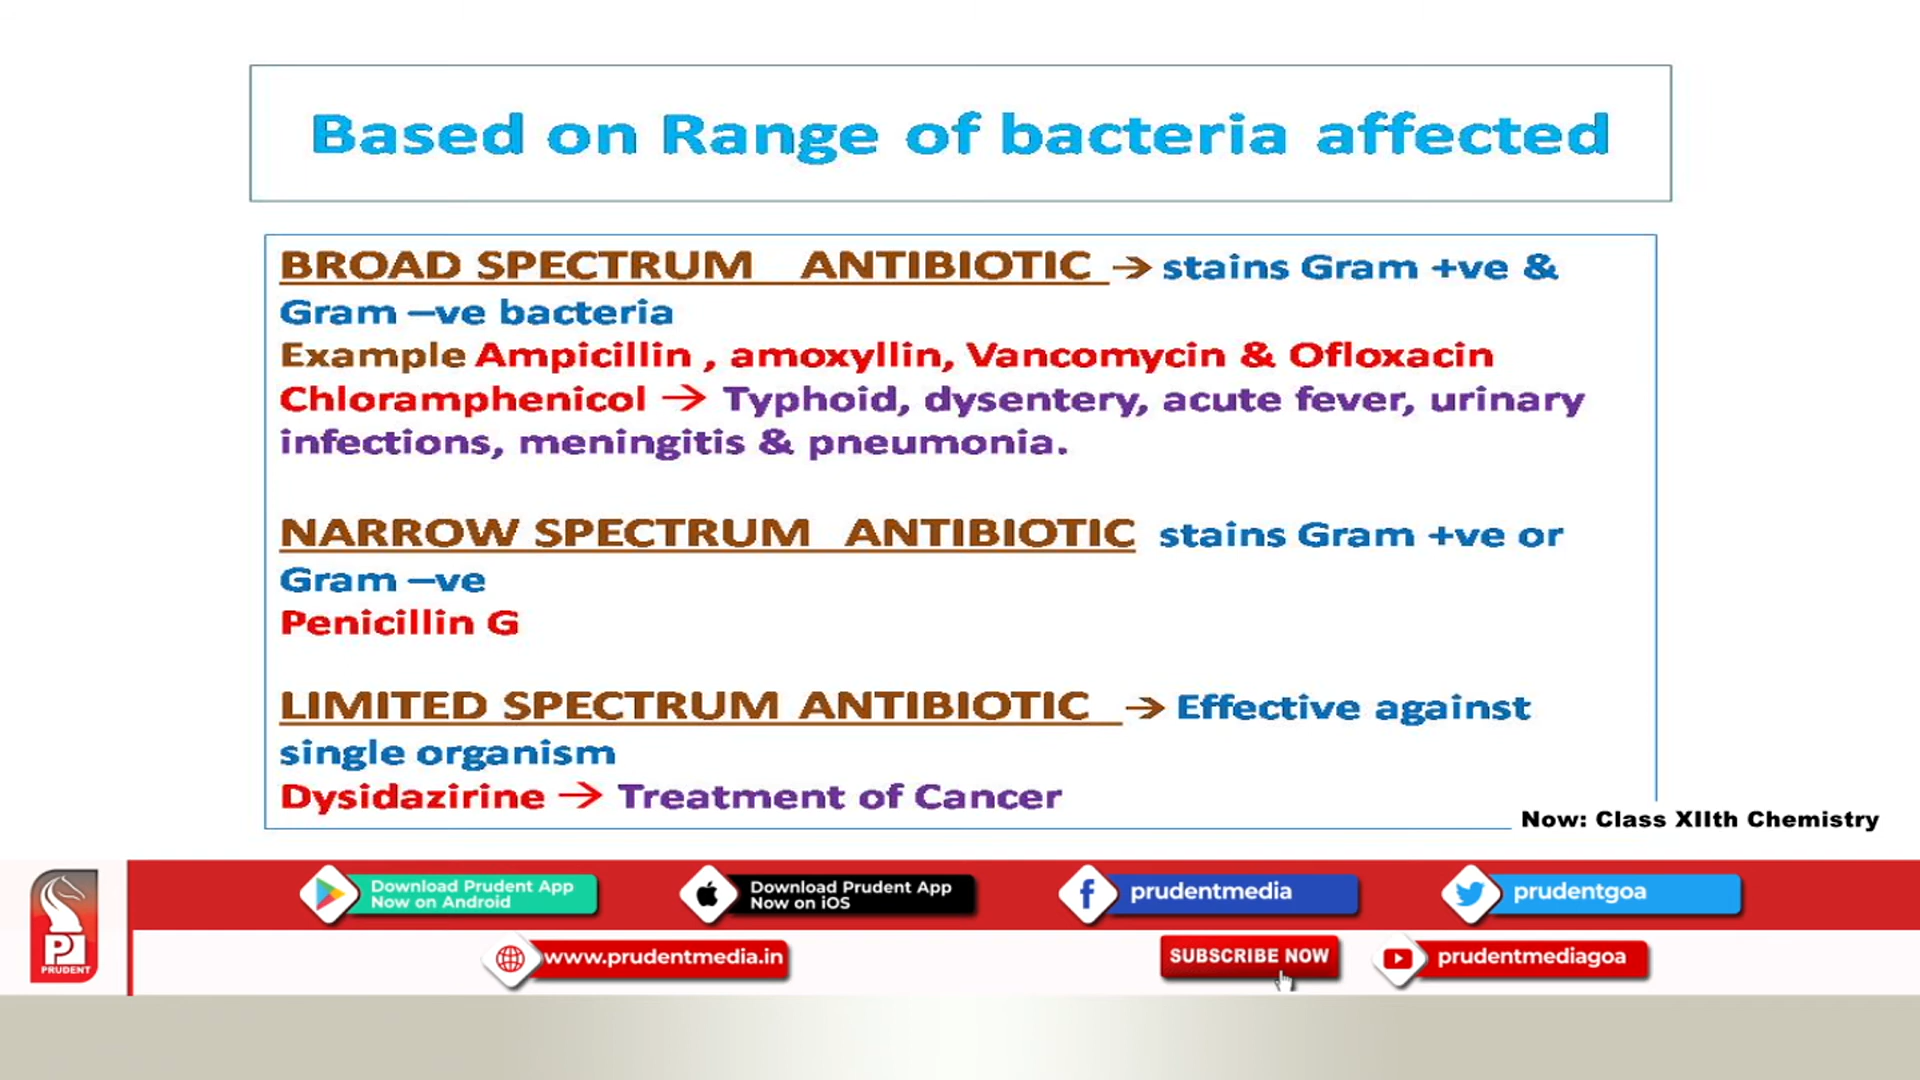 Based on Range of bacteria affected
BROAD SPECTRUM ANTIBIOTIC → stains Gram +ve &
Gram –ve bacteria
Example Ampicillin , amoxyllin, Vancomycin & Ofloxacin
Chloramphenicol → Typhoid, dysentery, acute fever, urinary
infections, meningitis & pneumonia.
NARROW SPECTRUM ANTIBIOTIC stains Gram +ve or
Gram –ve
Penicillin G
LIMITED SPECTRUM ANTIBIOTIC → Effective against
single organism
Dysidazirine → Treatment of Cancer
Now: Class XIIth Chemistry
Download Prudent App
Now on Android
Download Prudent App
Now on iOS
prudentmedia
prudentgoa
PRUDENT
www.prudentmedia.in
SUBSCRIBE NOW
prudentmediagoa